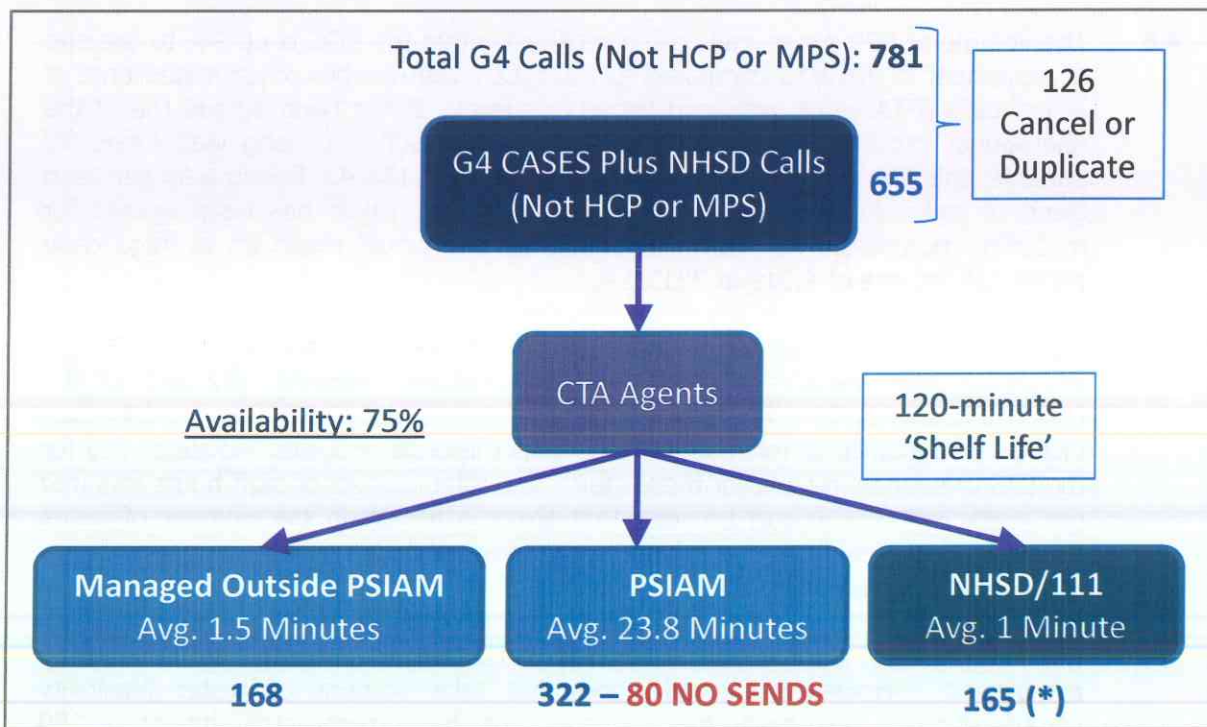 Total G4 Calls (Not HCP or MPS): 781
126
Cancel or
Duplicate
G4 CASES Plus NHSD Calls
(Not HCP or MPS)
655
CTA Agents
Availability: 75%
120-minute
‘Shelf Life’
Managed Outside PSIAM
Avg. 1.5 Minutes
168
PSIAM
Avg. 23.8 Minutes
322 – 80 NO SENDS
NHSD/111
Avg. 1 Minute
165 (*)